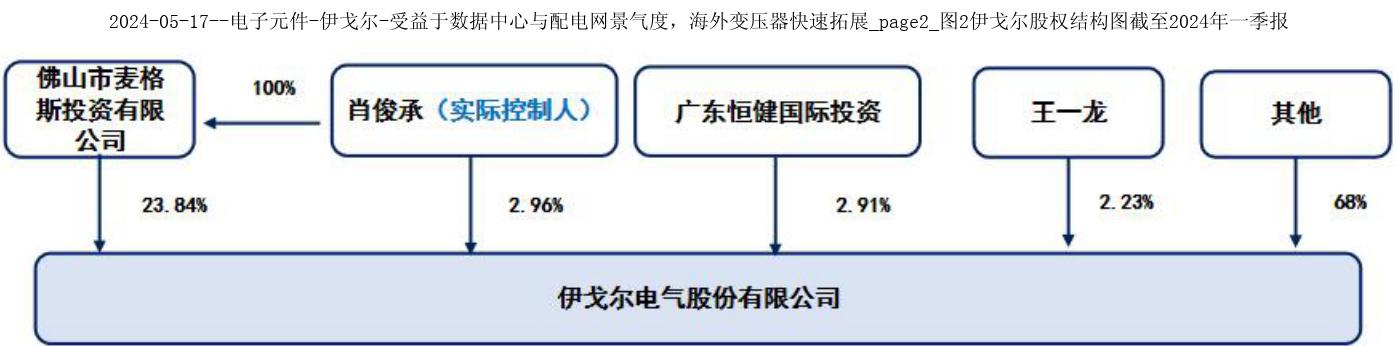 2024-05-17--电子元件-伊戈尔-受益于数据中心与配电网景气度，海外变压器快速拓展_page2_图2伊戈尔股权结构图截至2024年一季报
佛山市麦格
斯投资有限
公司
100%
肖俊承（实际控制人）
广东恒健国际投资
王一龙
其他
23.84%
2.96%
2.91%
2.23%
68%
伊戈尔电气股份有限公司